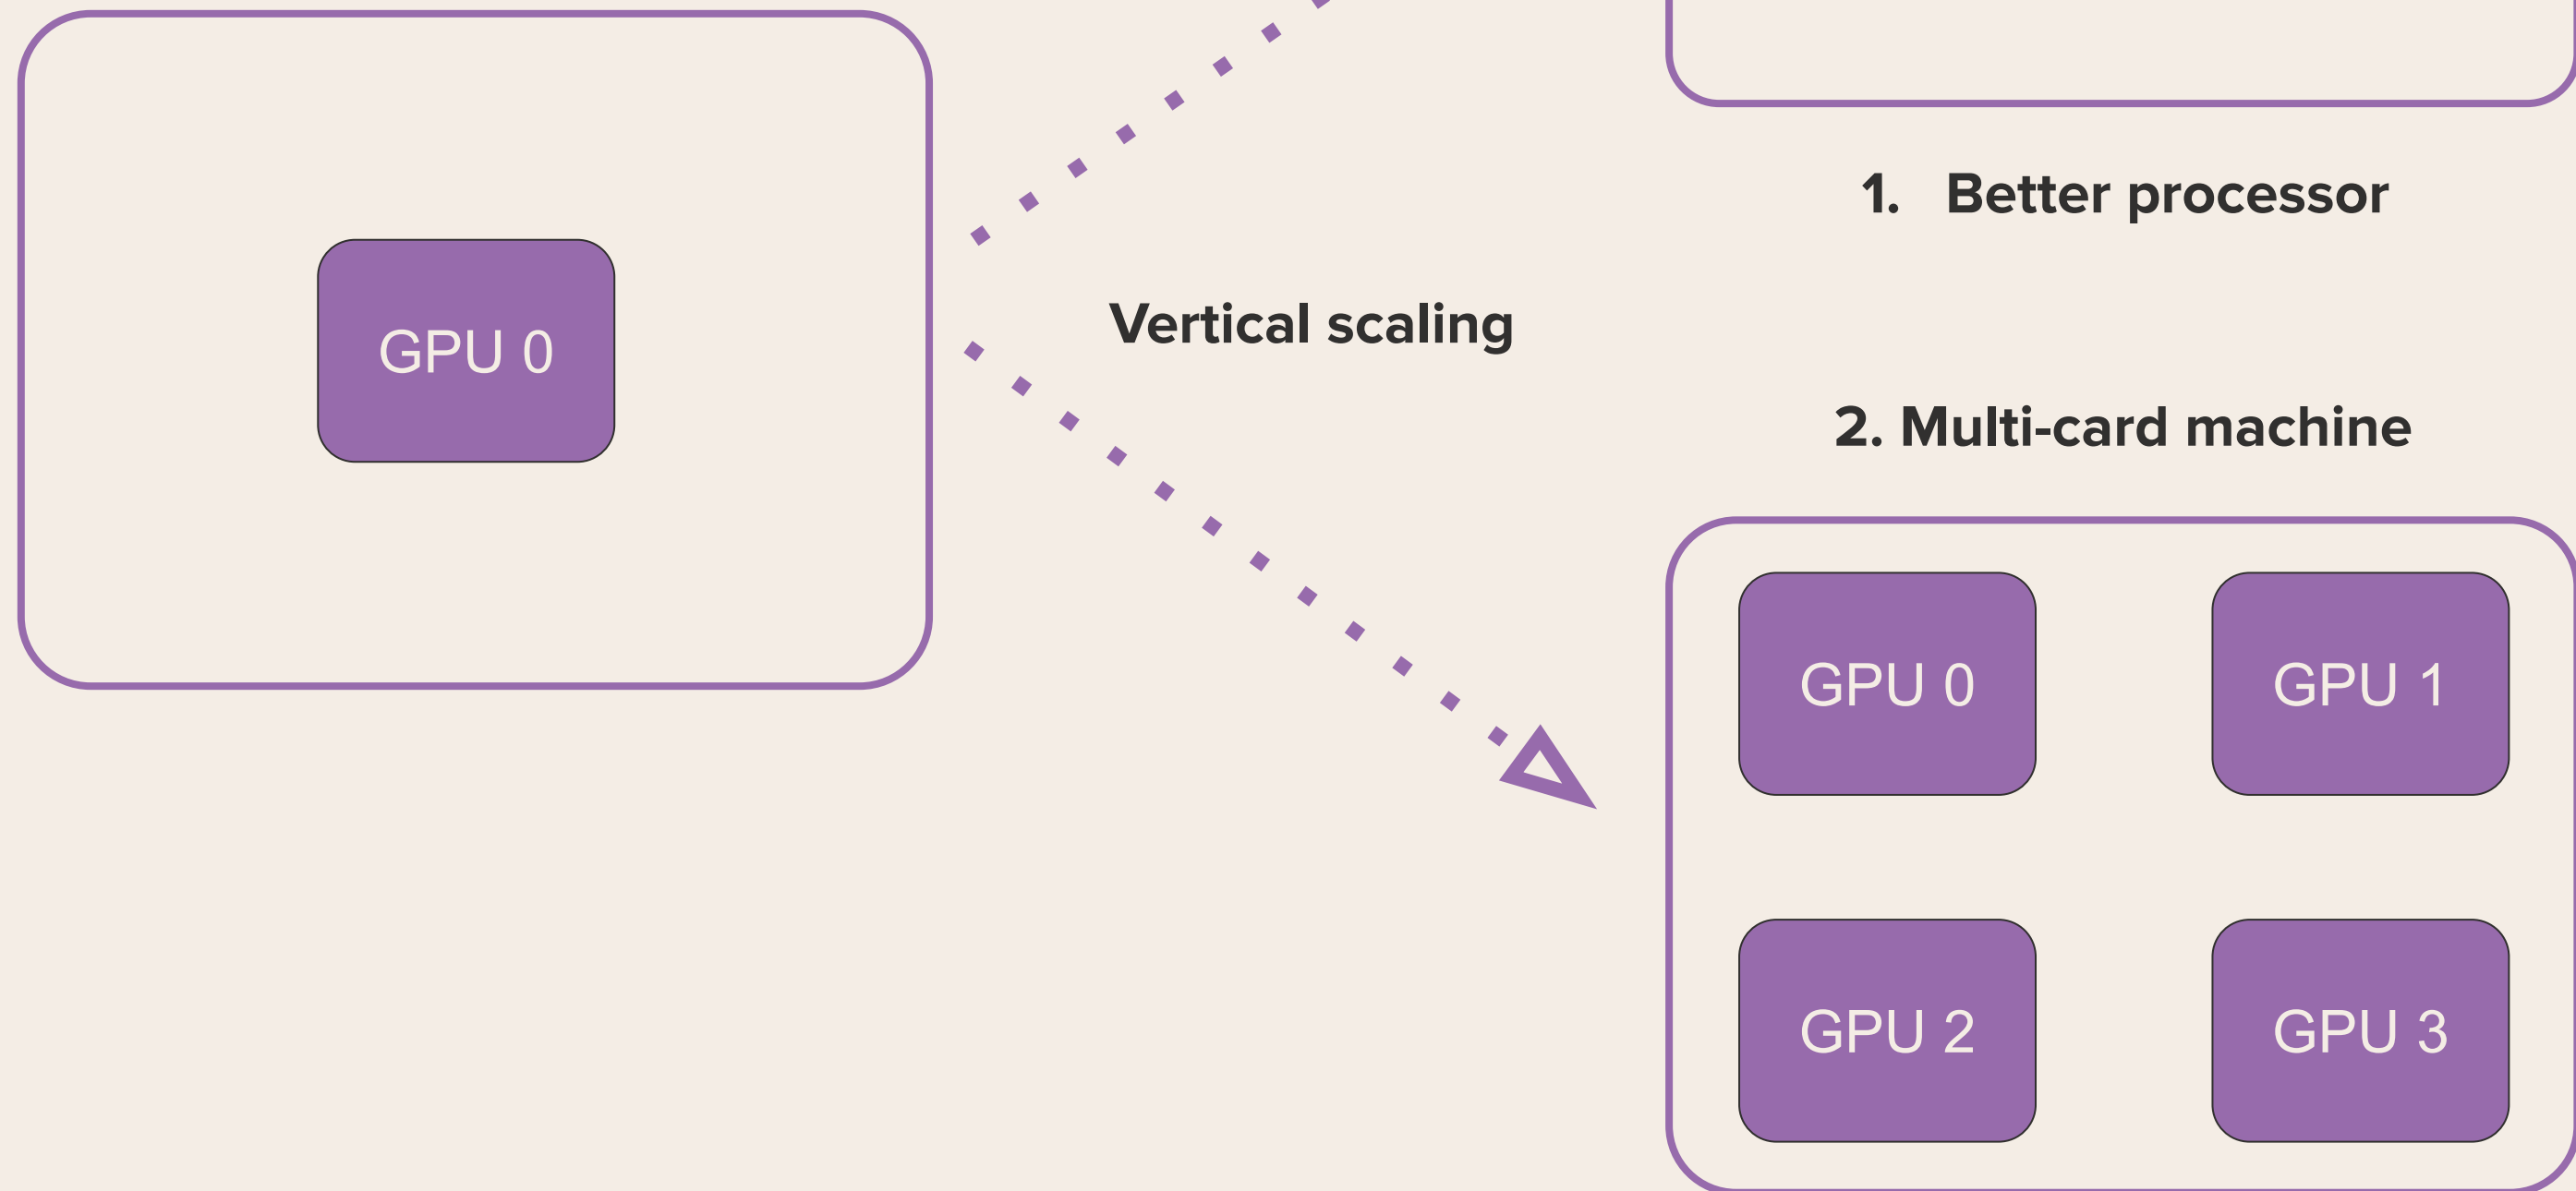 GPU 0
Vertical scaling
1. Better processor
2. Multi-card machine
GPU 0
GPU 1
GPU 2
GPU 3